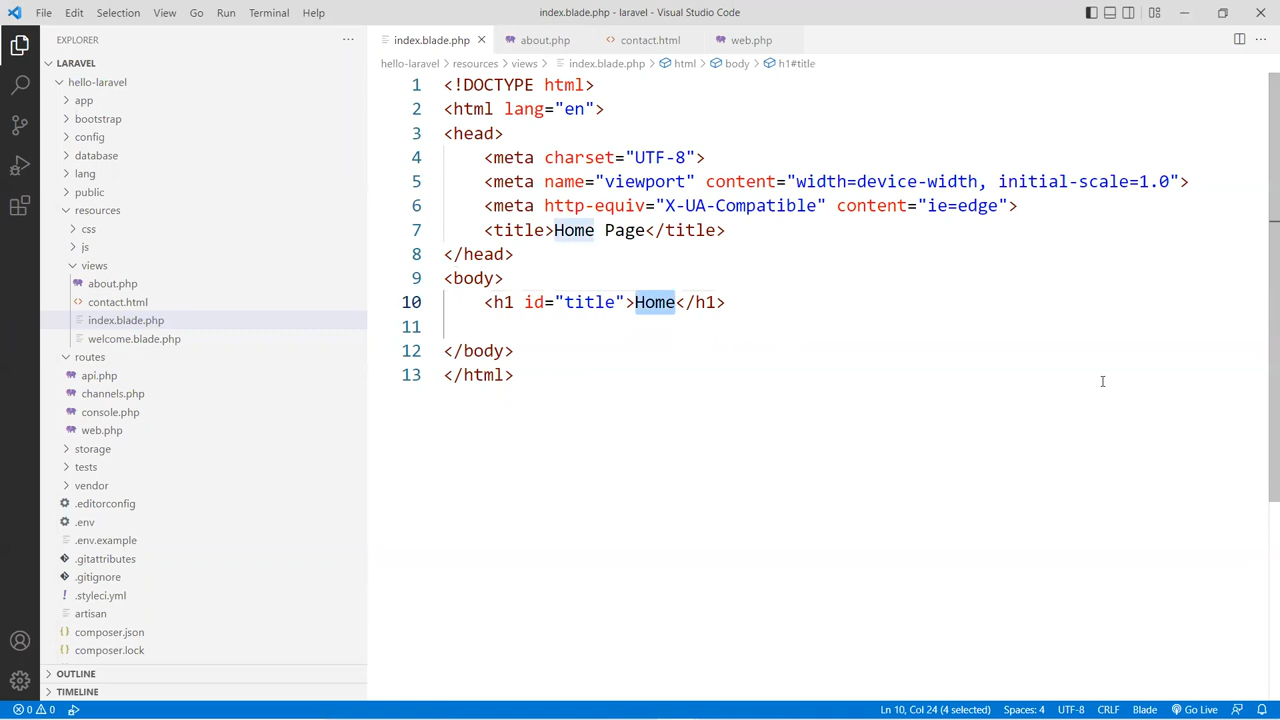 File Edit Selection View Go Run Terminal Help
index.blade.php - laravel - Visual Studio Code
EXPLORER
LARAVEL
hello-laravel
app
bootstrap
config
database
lang
public
resources
css
js
views
about.php
contact.html
index.blade.php
welcome.blade.php
routes
api.php
channels.php
console.php
web.php
storage
tests
vendor
.editorconfig
.env
.env.example
.gitattributes
.gitignore
.styleci.yml
artisan
composer.json
composer.lock
OUTLINE
TIMELINE
index.blade.php about.php contact.html web.php
hello-laravel > resources > views > index.blade.php > html > body > h1#title
1 <!DOCTYPE html>
2 <html lang="en">
3 <head>
4 <meta charset="UTF-8">
5 <meta name="viewport" content="width=device-width, initial-scale=1.0">
6 <meta http-equiv="X-UA-Compatible" content="ie=edge">
7 <title>Home Page</title>
8 </head>
9 <body>
10 <h1 id="title">Home</h1>
11
12 </body>
13 </html>
0 0 Ln 10, Col 24 (4 selected) Spaces: 4 UTF-8 CRLF Blade Go Live